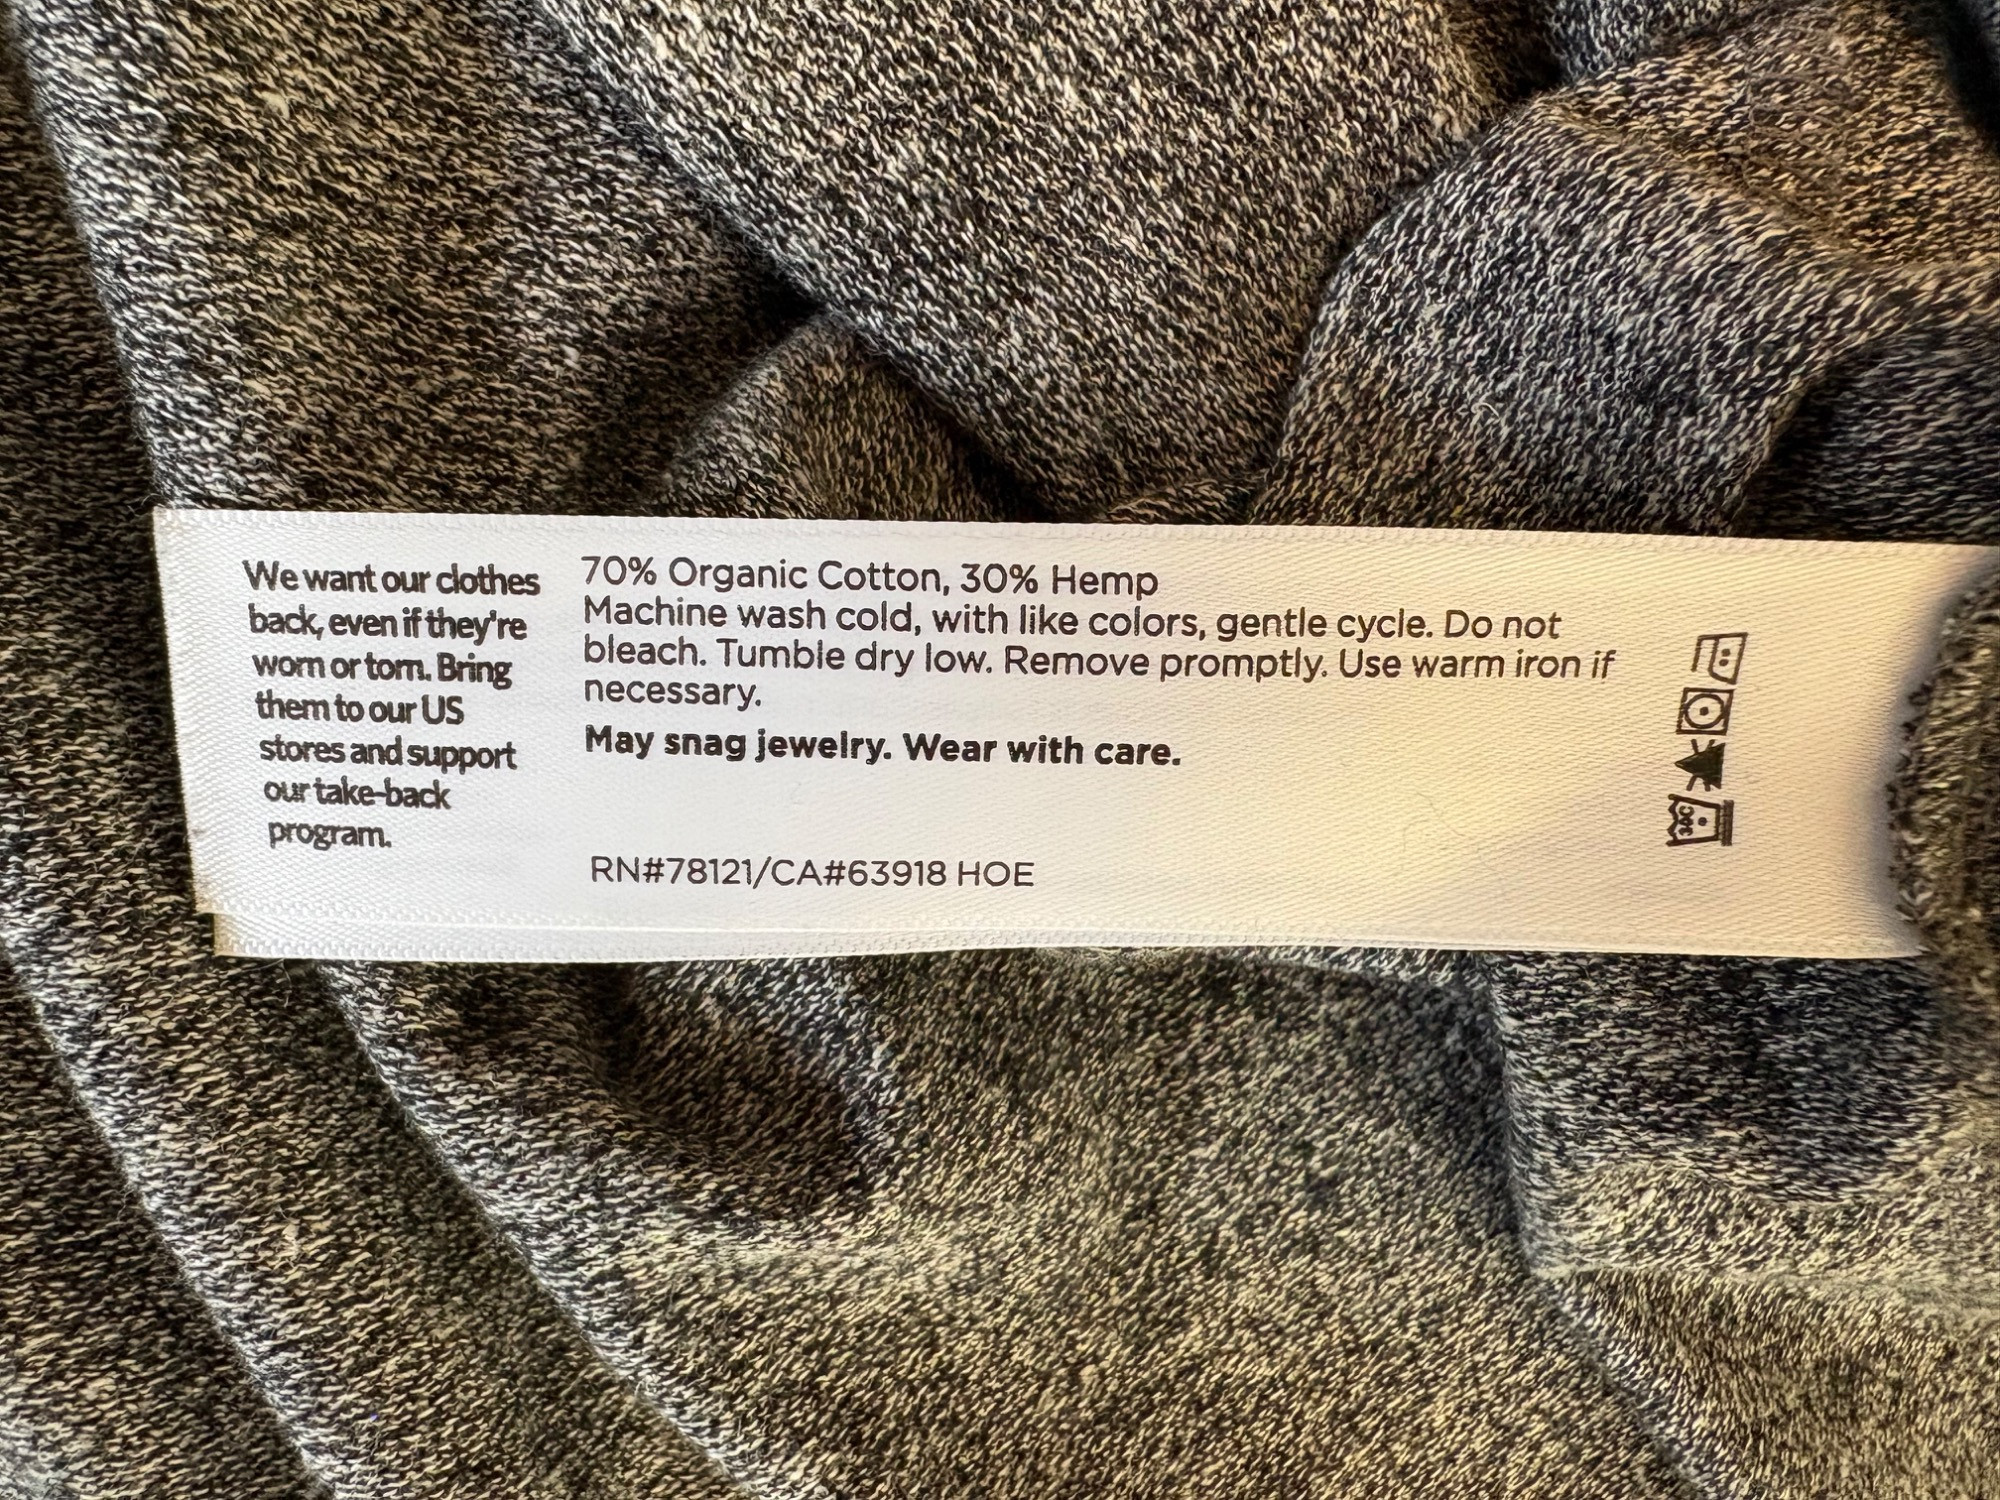 We want our clothes
back, even if they're
worn or torn. Bring
them to our US
stores and support
our take-back
program.
70% Organic Cotton, 30% Hemp
Machine wash cold, with like colors, gentle cycle. Do not
bleach. Tumble dry low. Remove promptly. Use warm iron if
necessary.
May snag jewelry. Wear with care.
RN#78121/CA#63918 HOE